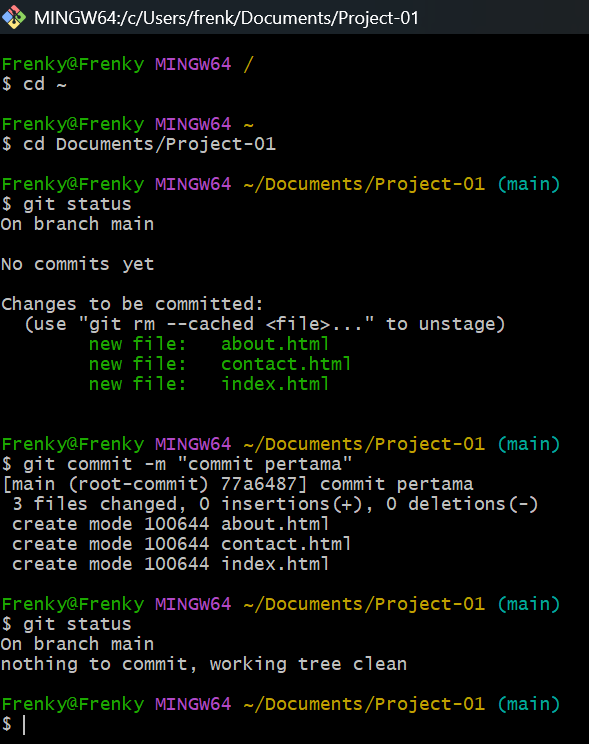 MINGW64:/c/Users/frenk/Documents/Project-01
Frenky@Frenky MINGW64 /
$ cd ~
Frenky@Frenky MINGW64 ~
$ cd Documents/Project-01
Frenky@Frenky MINGW64 ~/Documents/Project-01 (main)
$ git status
On branch main
No commits yet
Changes to be committed:
  (use "git rm --cached <file>..." to unstage)
        new file:   about.html
        new file:   contact.html
        new file:   index.html
Frenky@Frenky MINGW64 ~/Documents/Project-01 (main)
$ git commit -m "commit pertama"
[main (root-commit) 77a6487] commit pertama
 3 files changed, 0 insertions(+), 0 deletions(-)
 create mode 100644 about.html
 create mode 100644 contact.html
 create mode 100644 index.html
Frenky@Frenky MINGW64 ~/Documents/Project-01 (main)
$ git status
On branch main
nothing to commit, working tree clean
Frenky@Frenky MINGW64 ~/Documents/Project-01 (main)
$